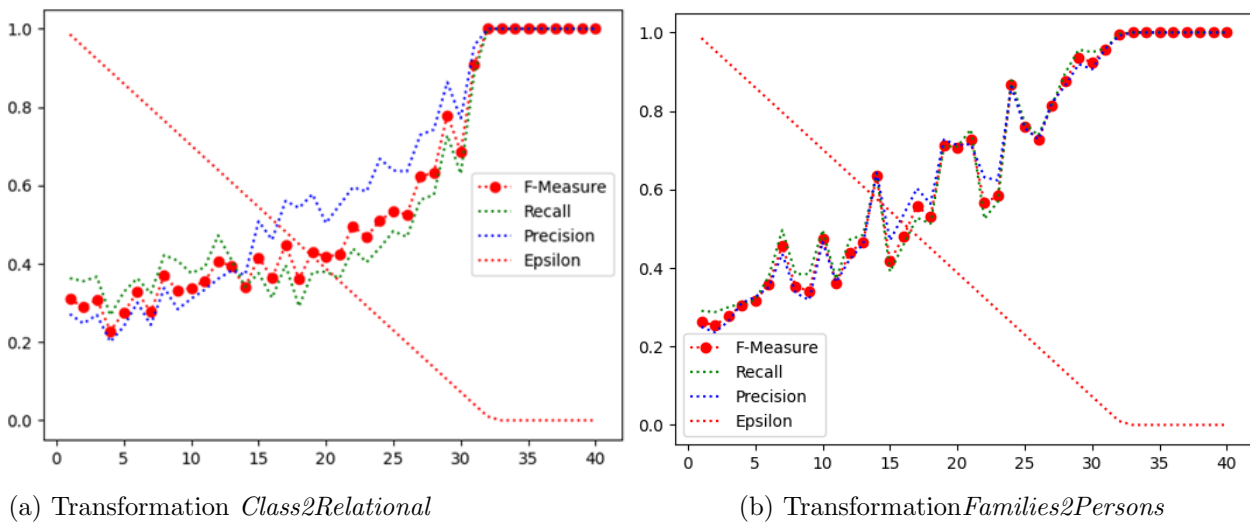 1.0
0.8
0.6
0.4
0.2
0.0
0 5 10 15 20 25 30 35 40
F-Measure
Recall
Precision
Epsilon
(a) Transformation Class2Relational
1.0
0.8
0.6
0.4
0.2
0.0
0 5 10 15 20 25 30 35 40
F-Measure
Recall
Precision
Epsilon
(b) TransformationFamilies2Persons